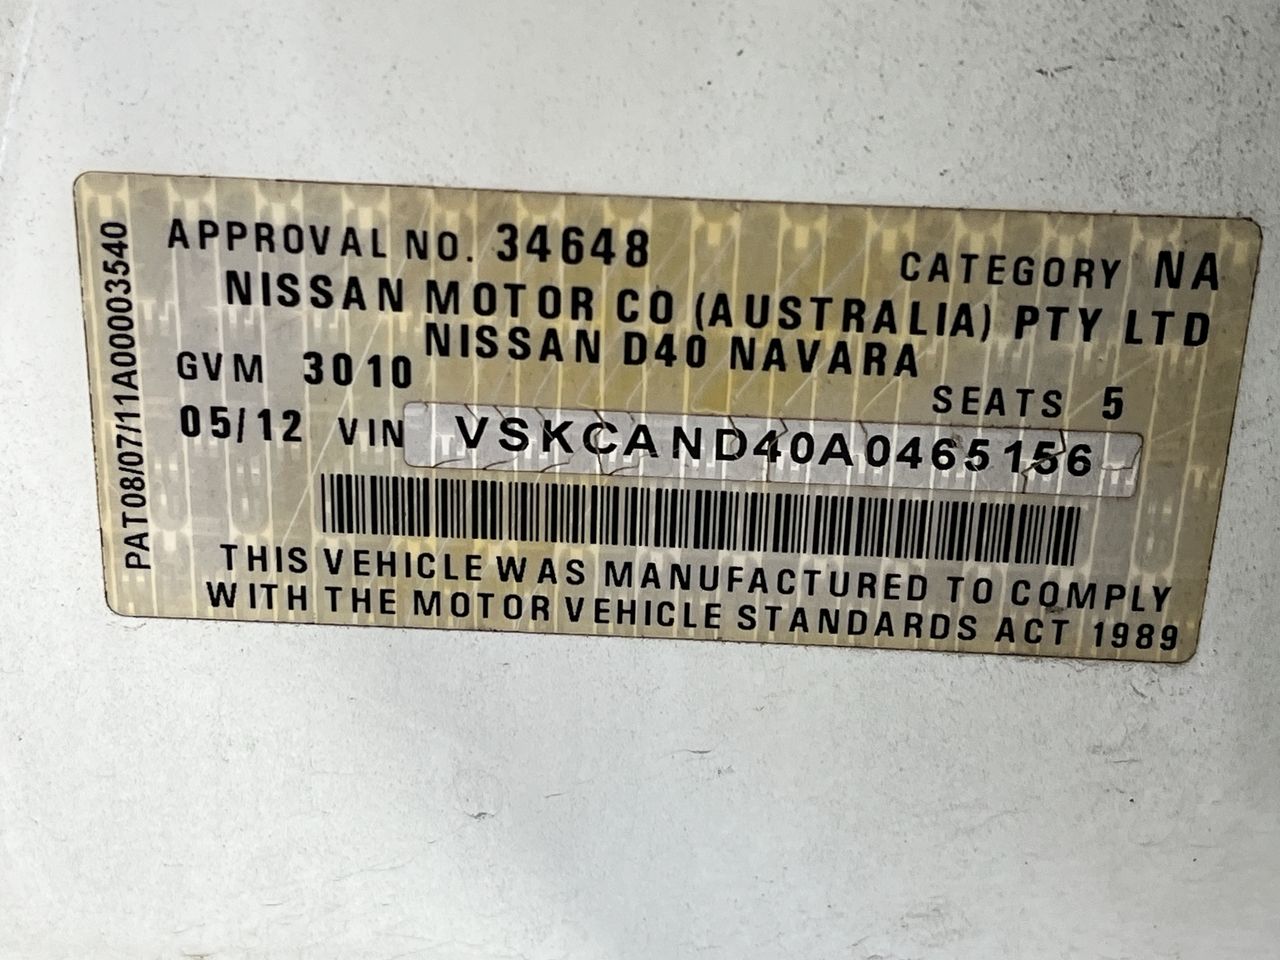 PAT08/07/11A00003540
APPROVAL NO. 34648 CATEGORY NA
NISSAN MOTOR CO (AUSTRALIA) PTY LTD
NISSAN D40 NAVARA
GVM 3010 SEATS 5
05/12 VIN VSKCAND40A0465156
THIS VEHICLE WAS MANUFACTURED TO COMPLY
WITH THE MOTOR VEHICLE STANDARDS ACT 1989